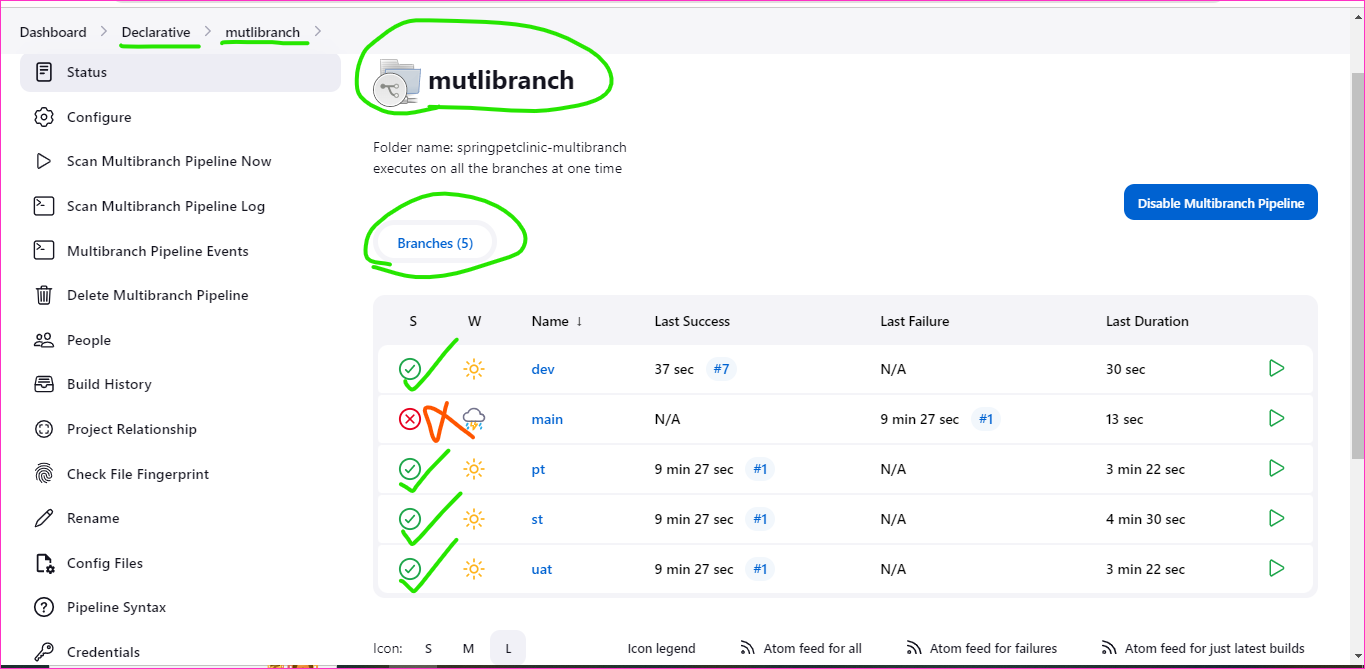 Dashboard > Declarative > mutlibranch >
Status
Configure
Scan Multibranch Pipeline Now
Scan Multibranch Pipeline Log
Multibranch Pipeline Events
Delete Multibranch Pipeline
People
Build History
Project Relationship
Check File Fingerprint
Rename
Config Files
Pipeline Syntax
Credentials
mutlibranch
Folder name: springpetclinic-multibranch
executes on all the branches at one time
Disable Multibranch Pipeline
Branches (5)
S W Name ↓ Last Success Last Failure Last Duration
dev 37 sec #7 N/A 30 sec
main N/A 9 min 27 sec #1 13 sec
pt 9 min 27 sec #1 N/A 3 min 22 sec
st 9 min 27 sec #1 N/A 4 min 30 sec
uat 9 min 27 sec #1 N/A 3 min 22 sec
Icon: S M L Icon legend Atom feed for all Atom feed for failures Atom feed for just latest builds